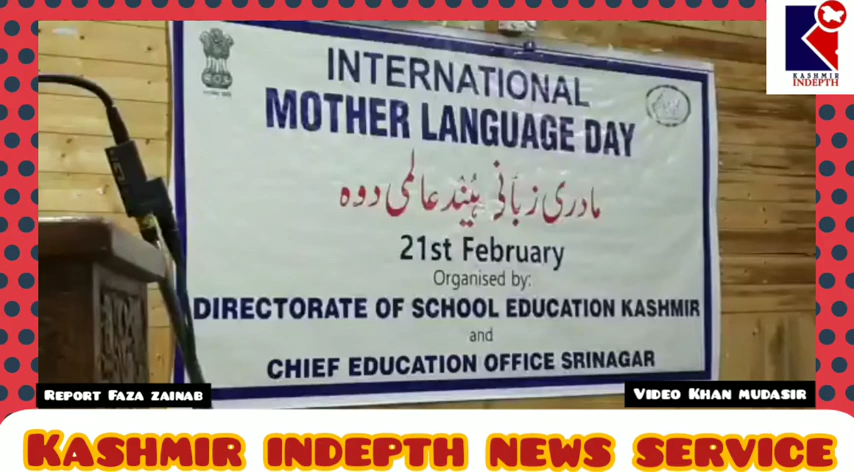 KASHMIR
INDEPTH
INTERNATIONAL
MOTHER LANGUAGE DAY
مادری زبٲنی ہُنٛد عالمی دوہ
21st February
Organised by:
DIRECTORATE OF SCHOOL EDUCATION KASHMIR
and
CHIEF EDUCATION OFFICE SRINAGAR
REPORT FAZA ZAINAB
VIDEO KHAN MUDASIR
KASHMIR INDEPTH NEWS SERVICE